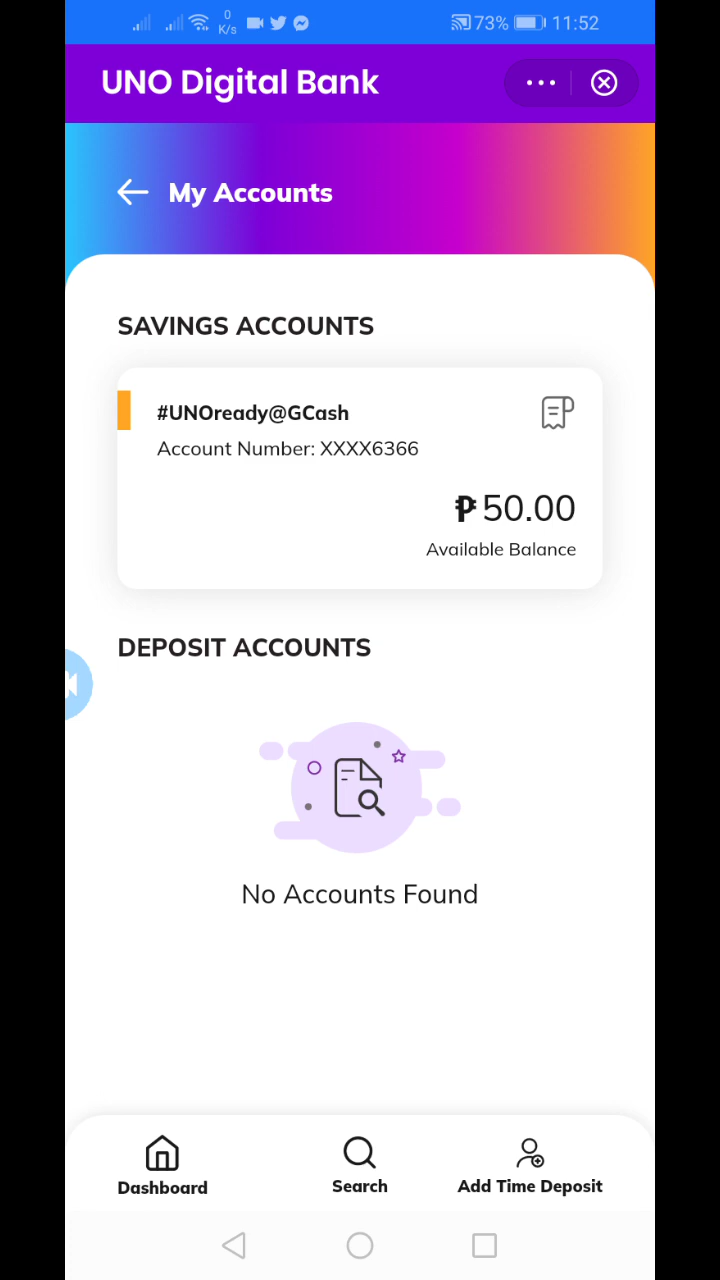 0
K/s
73%
11:52
UNO Digital Bank
My Accounts
SAVINGS ACCOUNTS
#UNOready@GCash
Account Number: XXXX6366
₱50.00
Available Balance
DEPOSIT ACCOUNTS
No Accounts Found
Dashboard
Search
Add Time Deposit